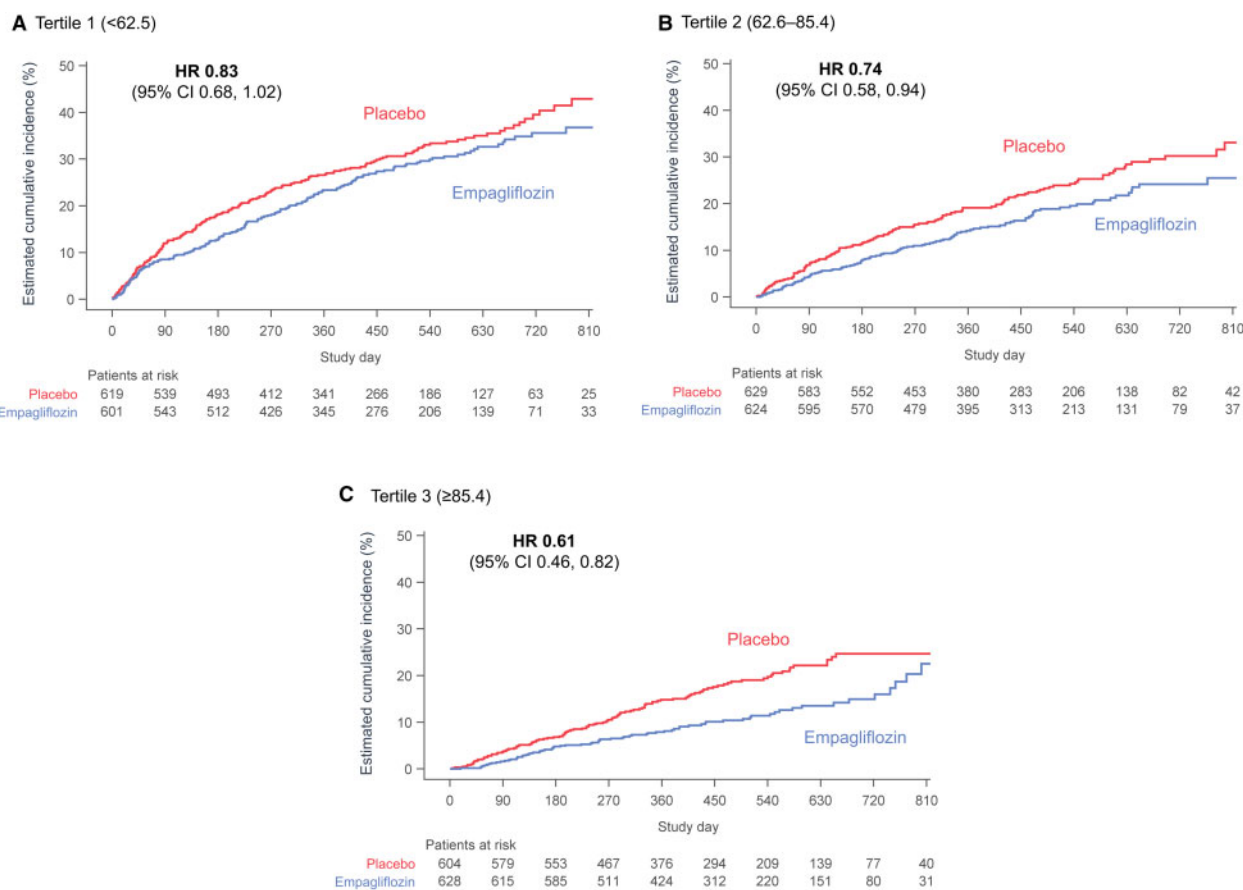 A Tertile 1 (<62.5)
HR 0.83
(95% CI 0.68, 1.02)
Estimated cumulative incidence (%)
50
40
30
20
10
0
Placebo
Empagliflozin
0 90 180 270 360 450 540 630 720 810
Study day
Patients at risk
Placebo 619 539 493 412 341 266 186 127 63 25
Empagliflozin 601 543 512 426 345 276 206 139 71 33
B Tertile 2 (62.6–85.4)
HR 0.74
(95% CI 0.58, 0.94)
Estimated cumulative incidence (%)
50
40
30
20
10
0
Placebo
Empagliflozin
0 90 180 270 360 450 540 630 720 810
Study day
Patients at risk
Placebo 629 583 552 453 380 283 206 138 82 42
Empagliflozin 624 595 570 479 395 313 213 131 79 37
C Tertile 3 (≥85.4)
HR 0.61
(95% CI 0.46, 0.82)
Estimated cumulative incidence (%)
50
40
30
20
10
0
Placebo
Empagliflozin
0 90 180 270 360 450 540 630 720 810
Study day
Patients at risk
Placebo 604 579 553 467 376 294 209 139 77 40
Empagliflozin 628 615 585 511 424 312 220 151 80 31